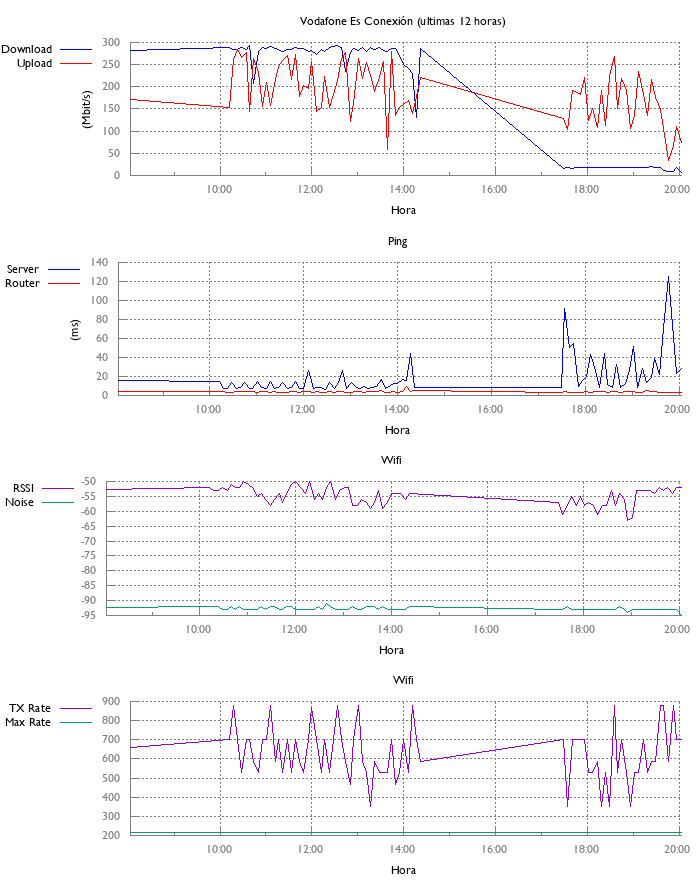 Vodafone Es Conexión (ultimas 12 horas)
Download
Upload
300
250
200
150
100
50
0
(Mbit/s)
10:00 12:00 14:00 16:00 18:00 20:00
Hora
Ping
Server
Router
140
120
100
80
60
40
20
0
(ms)
10:00 12:00 14:00 16:00 18:00 20:00
Hora
Wifi
RSSI
Noise
-50
-55
-60
-65
-70
-75
-80
-85
-90
-95
10:00 12:00 14:00 16:00 18:00 20:00
Hora
Wifi
TX Rate
Max Rate
900
800
700
600
500
400
300
200
10:00 12:00 14:00 16:00 18:00 20:00
Hora